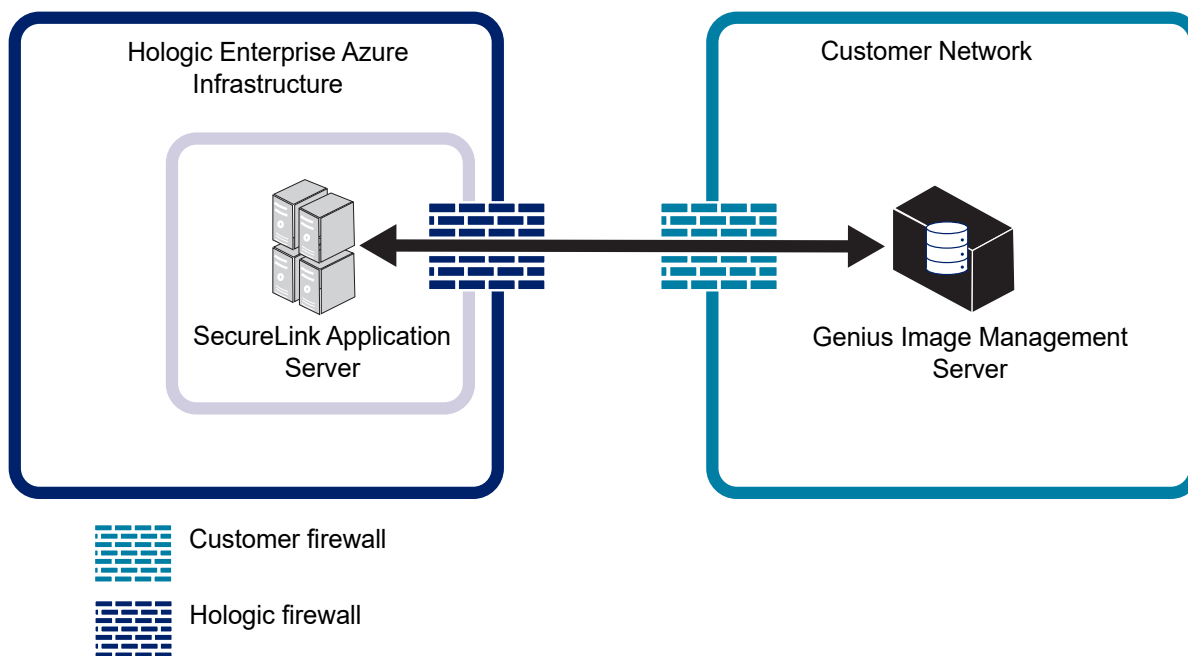 Hologic Enterprise Azure
Infrastructure
Customer Network
SecureLink Application
Server
Genius Image Management
Server
Customer firewall
Hologic firewall